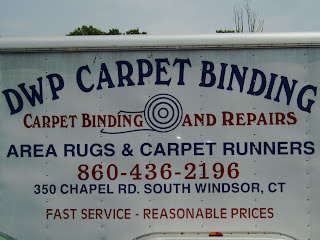 DWP CARPET BINDING
CARPET BINDING AND REPAIRS
AREA RUGS & CARPET RUNNERS
860-436-2196
350 CHAPEL RD. SOUTH WINDSOR, CT
FAST SERVICE - REASONABLE PRICES